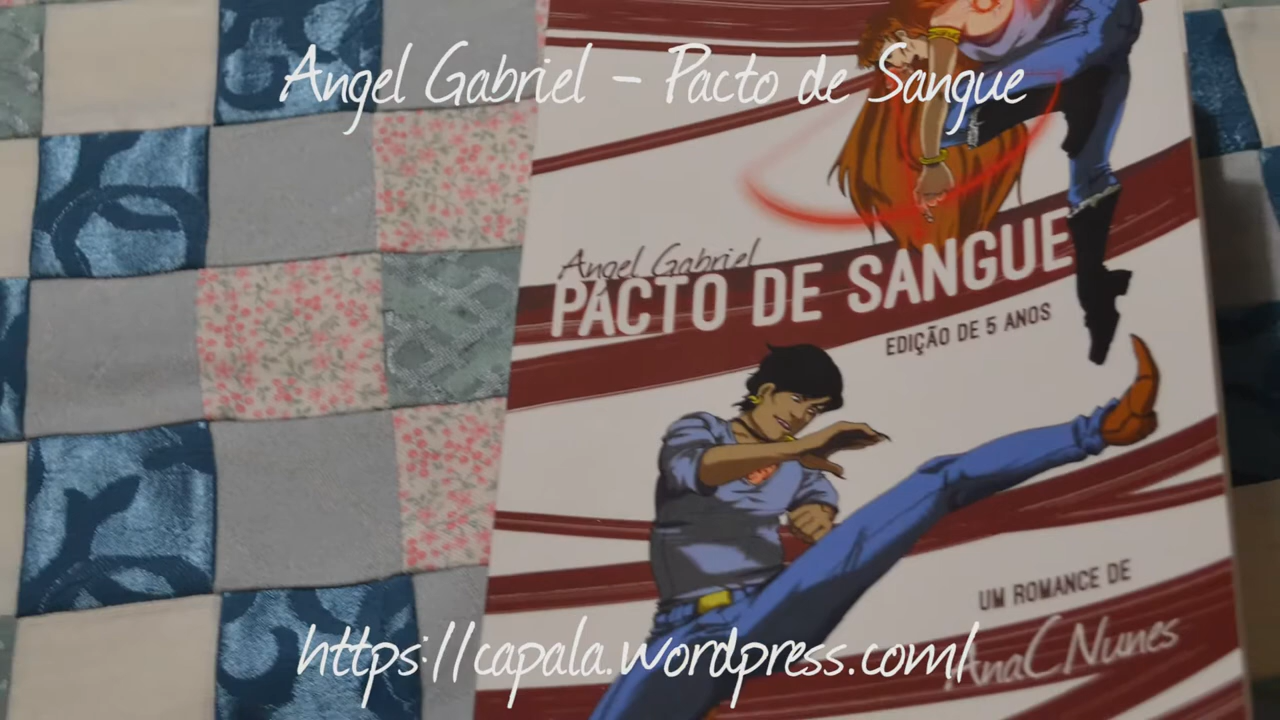 Angel Gabriel - Pacto de Sangue
Angel Gabriel
PACTO DE SANGUE
EDIÇÃO DE 5 ANOS
UM ROMANCE DE
AnaC Nunes
https://capala.wordpress.com/